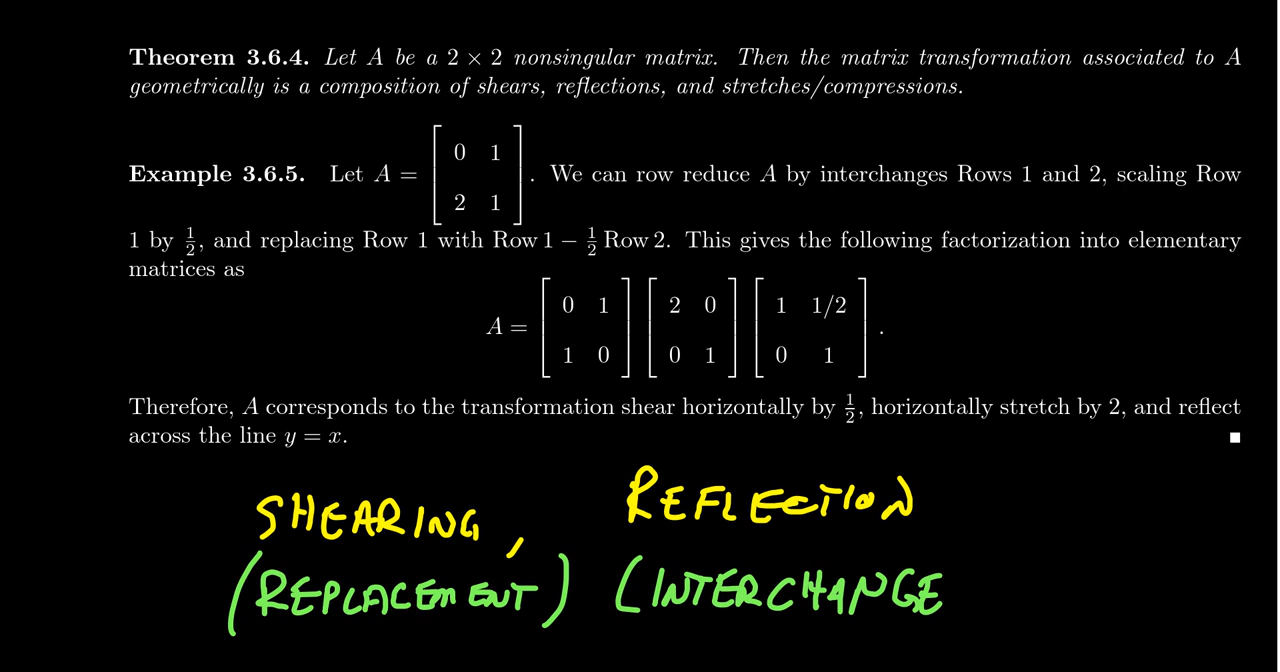 Theorem 3.6.4. Let A be a 2 × 2 nonsingular matrix. Then the matrix transformation associated to A
geometrically is a composition of shears, reflections, and stretches/compressions.
Example 3.6.5. Let A = [ 0 1 ; 2 1 ]. We can row reduce A by interchanges Rows 1 and 2, scaling Row
1 by 1/2, and replacing Row 1 with Row 1 − 1/2 Row 2. This gives the following factorization into elementary
matrices as
A = [ 0 1 ; 1 0 ] [ 2 0 ; 0 1 ] [ 1 1/2 ; 0 1 ].
Therefore, A corresponds to the transformation shear horizontally by 1/2, horizontally stretch by 2, and reflect
across the line y = x. ■
SHEARING, REFLECTION
(REPLACEMENT) (INTERCHANGE